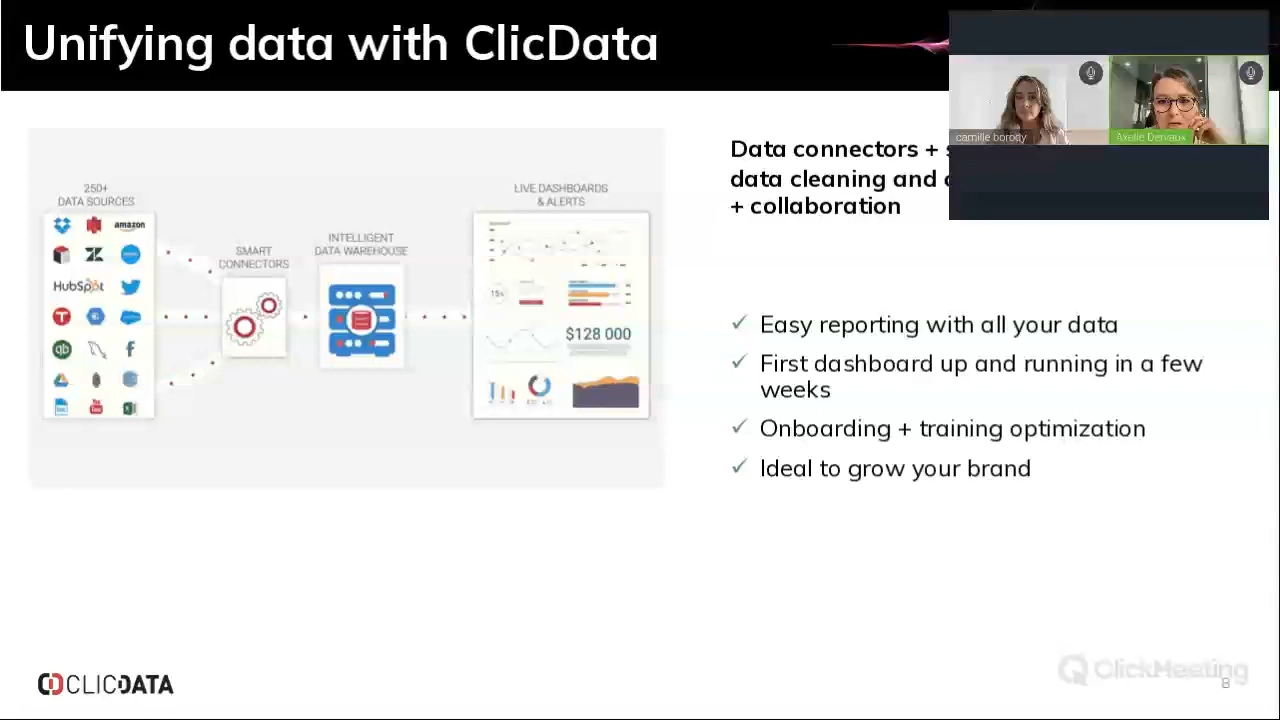 Unifying data with ClicData
camille borody
Axelle Dervaux
Data connectors +
data cleaning and
+ collaboration
250+
DATA SOURCES
amazon
HubSpot
SMART
CONNECTORS
INTELLIGENT
DATA WAREHOUSE
LIVE DASHBOARDS
& ALERTS
15%
$128 000
✓ Easy reporting with all your data
✓ First dashboard up and running in a few
weeks
✓ Onboarding + training optimization
✓ Ideal to grow your brand
CLICDATA
ClickMeeting
8